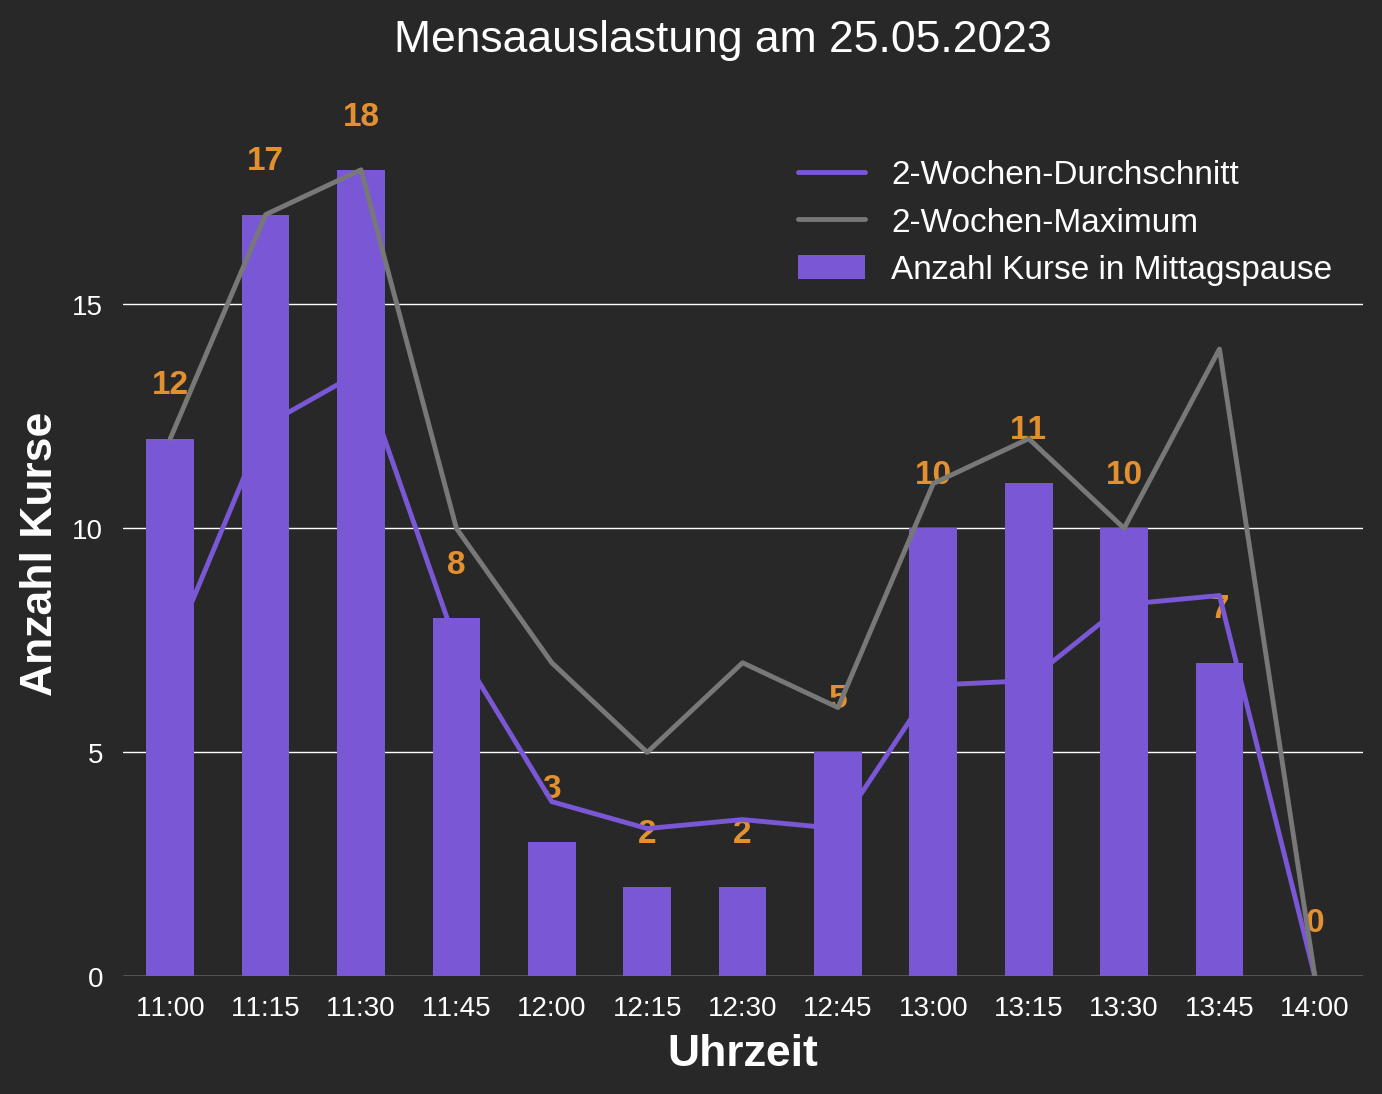 Mensaauslastung am 25.05.2023
18
17
2-Wochen-Durchschnitt
2-Wochen-Maximum
Anzahl Kurse in Mittagspause
15
12
11
10
10
10
8
7
5
5
3
2
2
0
0
Anzahl Kurse
11:00 11:15 11:30 11:45 12:00 12:15 12:30 12:45 13:00 13:15 13:30 13:45 14:00
Uhrzeit